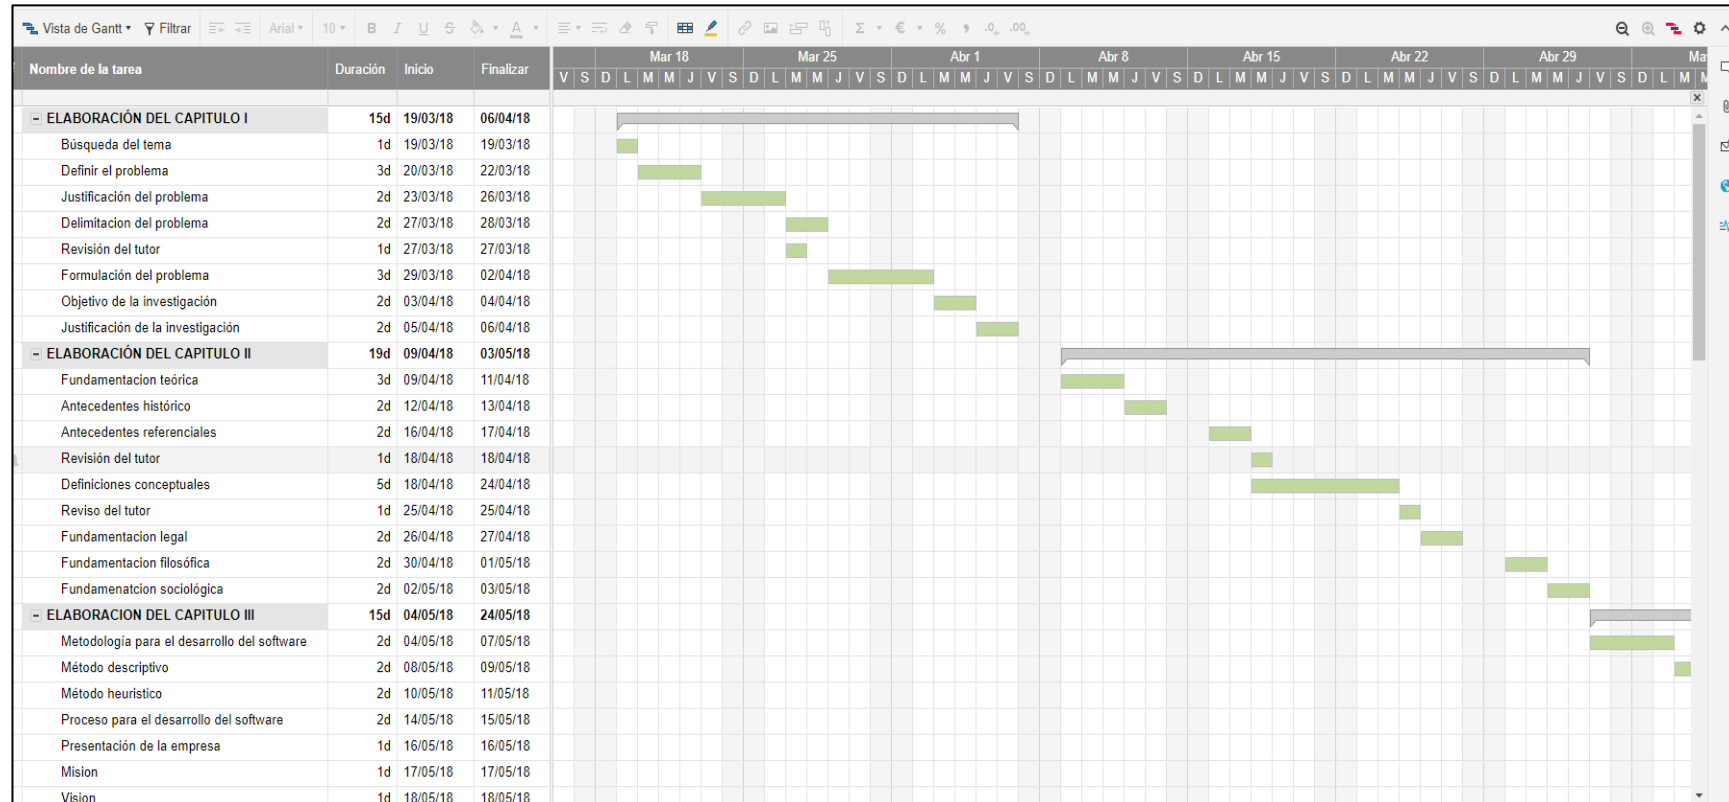 Vista de Gantt Filtrar Arial 10 B I U S A Σ € % .0 .00
Mar 18 Mar 25 Abr 1 Abr 8 Abr 15 Abr 22 Abr 29
Nombre de la tarea Duración Inicio Finalizar
V S D L M M J V S D L M M J V S D L M M J V S D L M M J V S D L M M J V S D L M M J V S D L M M J V S D L M
ELABORACIÓN DEL CAPITULO I 15d 19/03/18 06/04/18
Búsqueda del tema 1d 19/03/18 19/03/18
Definir el problema 3d 20/03/18 22/03/18
Justificación del problema 2d 23/03/18 26/03/18
Delimitacion del problema 2d 27/03/18 28/03/18
Revisión del tutor 1d 27/03/18 27/03/18
Formulación del problema 3d 29/03/18 02/04/18
Objetivo de la investigación 2d 03/04/18 04/04/18
Justificación de la investigación 2d 05/04/18 06/04/18
ELABORACIÓN DEL CAPITULO II 19d 09/04/18 03/05/18
Fundamentacion teórica 3d 09/04/18 11/04/18
Antecedentes histórico 2d 12/04/18 13/04/18
Antecedentes referenciales 2d 16/04/18 17/04/18
Revisión del tutor 1d 18/04/18 18/04/18
Definiciones conceptuales 5d 18/04/18 24/04/18
Reviso del tutor 1d 25/04/18 25/04/18
Fundamentacion legal 2d 26/04/18 27/04/18
Fundamentacion filosófica 2d 30/04/18 01/05/18
Fundamenatcion sociológica 2d 02/05/18 03/05/18
ELABORACION DEL CAPITULO III 15d 04/05/18 24/05/18
Metodología para el desarrollo del software 2d 04/05/18 07/05/18
Método descriptivo 2d 08/05/18 09/05/18
Método heuristico 2d 10/05/18 11/05/18
Proceso para el desarrollo del software 2d 14/05/18 15/05/18
Presentación de la empresa 1d 16/05/18 16/05/18
Mision 1d 17/05/18 17/05/18
Vision 1d 18/05/18 18/05/18